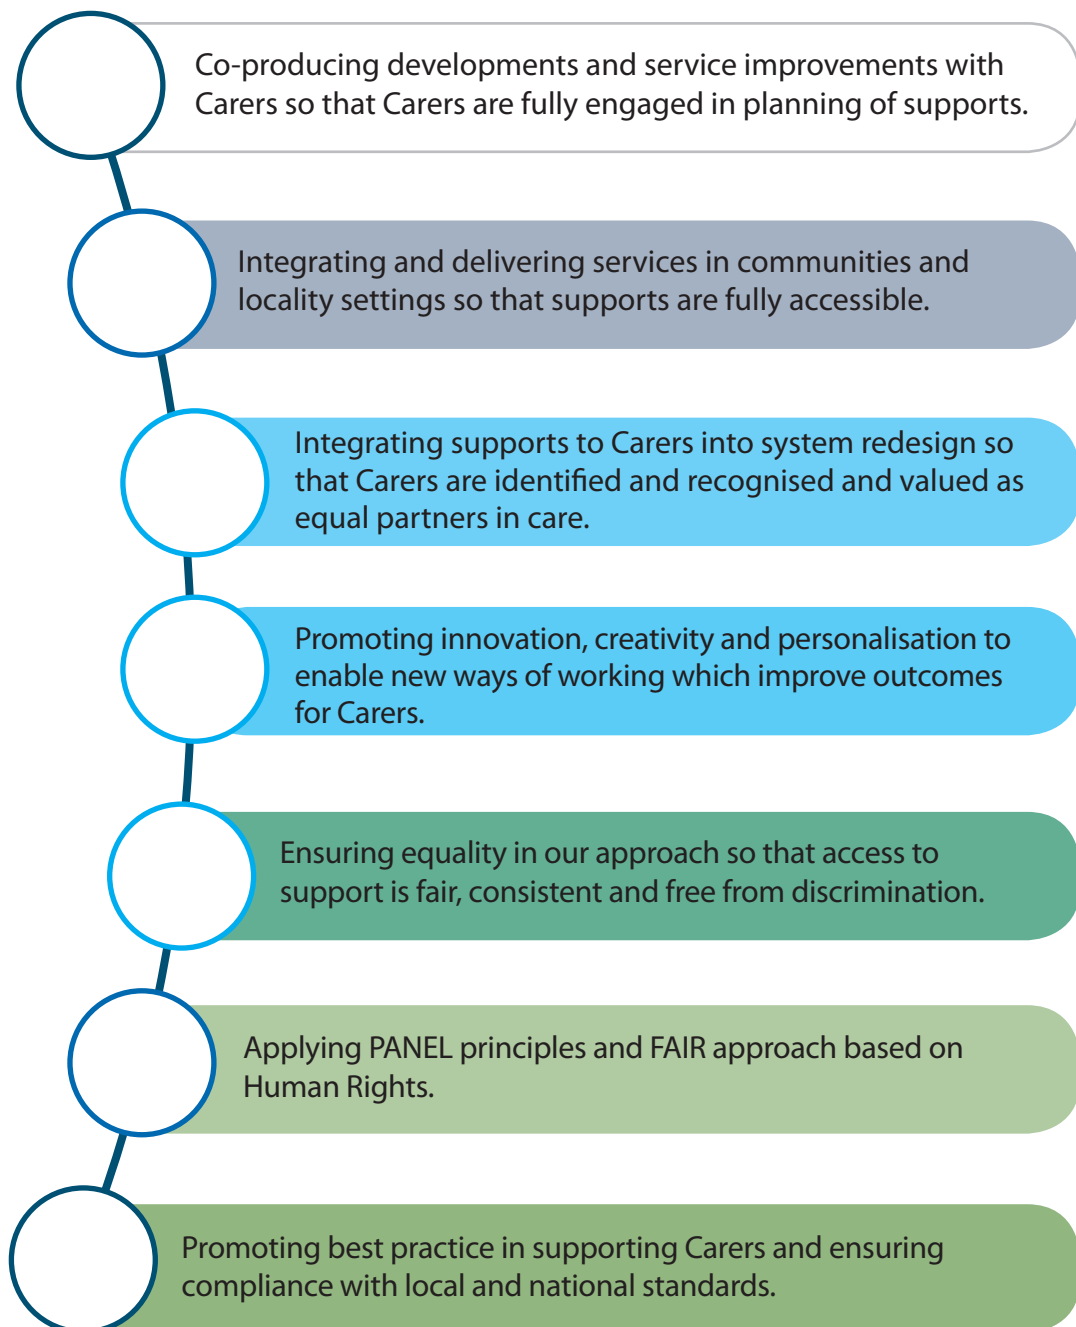 Co-producing developments and service improvements with
Carers so that Carers are fully engaged in planning of supports.
Integrating and delivering services in communities and
locality settings so that supports are fully accessible.
Integrating supports to Carers into system redesign so
that Carers are identified and recognised and valued as
equal partners in care.
Promoting innovation, creativity and personalisation to
enable new ways of working which improve outcomes
for Carers.
Ensuring equality in our approach so that access to
support is fair, consistent and free from discrimination.
Applying PANEL principles and FAIR approach based on
Human Rights.
Promoting best practice in supporting Carers and ensuring
compliance with local and national standards.